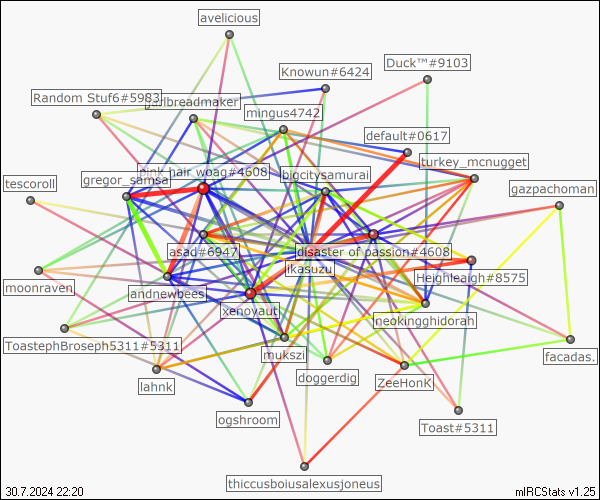 avelicious
Duck™#9103
Knowun#6424
Random Stuf6#5983
mingus4742
default#0617
turkey_mcnugget
pink hair woag#4608
bigcitysamurai
gregor_samsa
tescoroll
gazpachoman
asad#6947
disaster of passion#4608
likasuzu
Heighleaigh#8575
moonraven
andnewbees
xenoyaut
neokingghidorah
ToastephBroseph5311#5311
mukszi
facadas.
lahnk
doggerdig
ZeeHonK
ogshroom
Toast#5311
thiccusboiusalexusjoneus
30.7.2024 22:20
mIRCStats v1.25